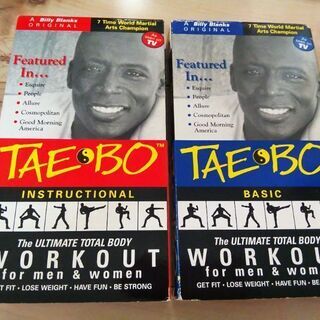 A Billy Blanks ORIGINAL
7 Time World Martial Arts Champion
TV
Featured In...
• Esquire
• People
• Allure
• Cosmopolitan
• Good Morning America
TAE BO™
INSTRUCTIONAL
The ULTIMATE TOTAL BODY
WORKOUT
for men & women
GET FIT • LOSE WEIGHT • HAVE FUN • BE STRONG
A Billy Blanks ORIGINAL
7 Time World Martial Arts Champion
TV
Featured In...
• Esquire
• People
• Allure
• Cosmopolitan
• Good Morning America
TAE BO
BASIC
The ULTIMATE TOTAL BODY
WORKOUT
for men & women
GET FIT • LOSE WEIGHT • HAVE FUN • BE